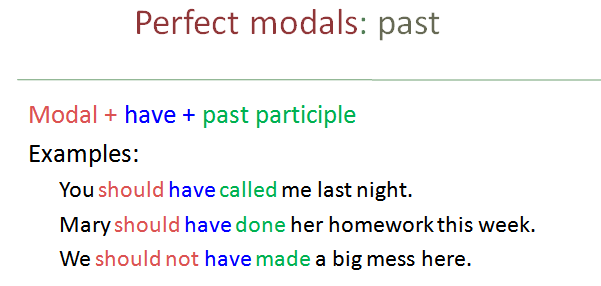 Perfect modals: past
Modal + have + past participle
Examples:
You should have called me last night.
Mary should have done her homework this week.
We should not have made a big mess here.